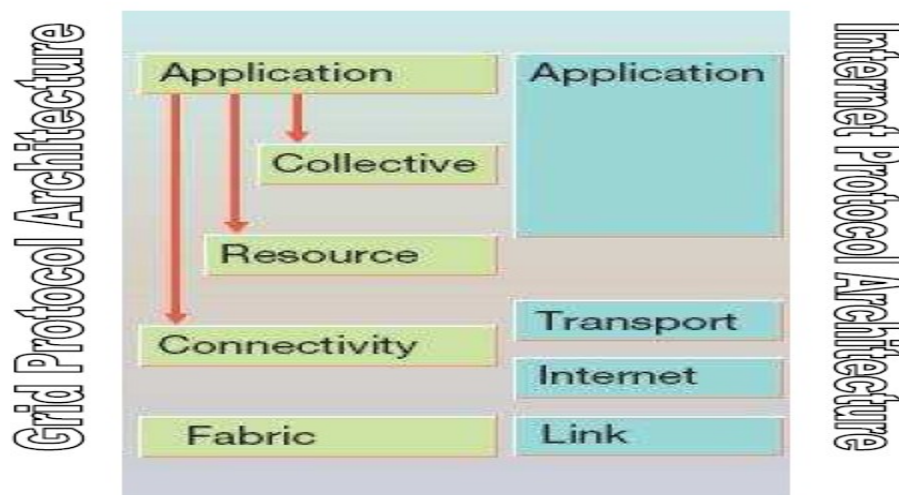 Grid Protocol Architecture
Application
Collective
Resource
Connectivity
Fabric
Application
Transport
Internet
Link
Internet Protocol Architecture